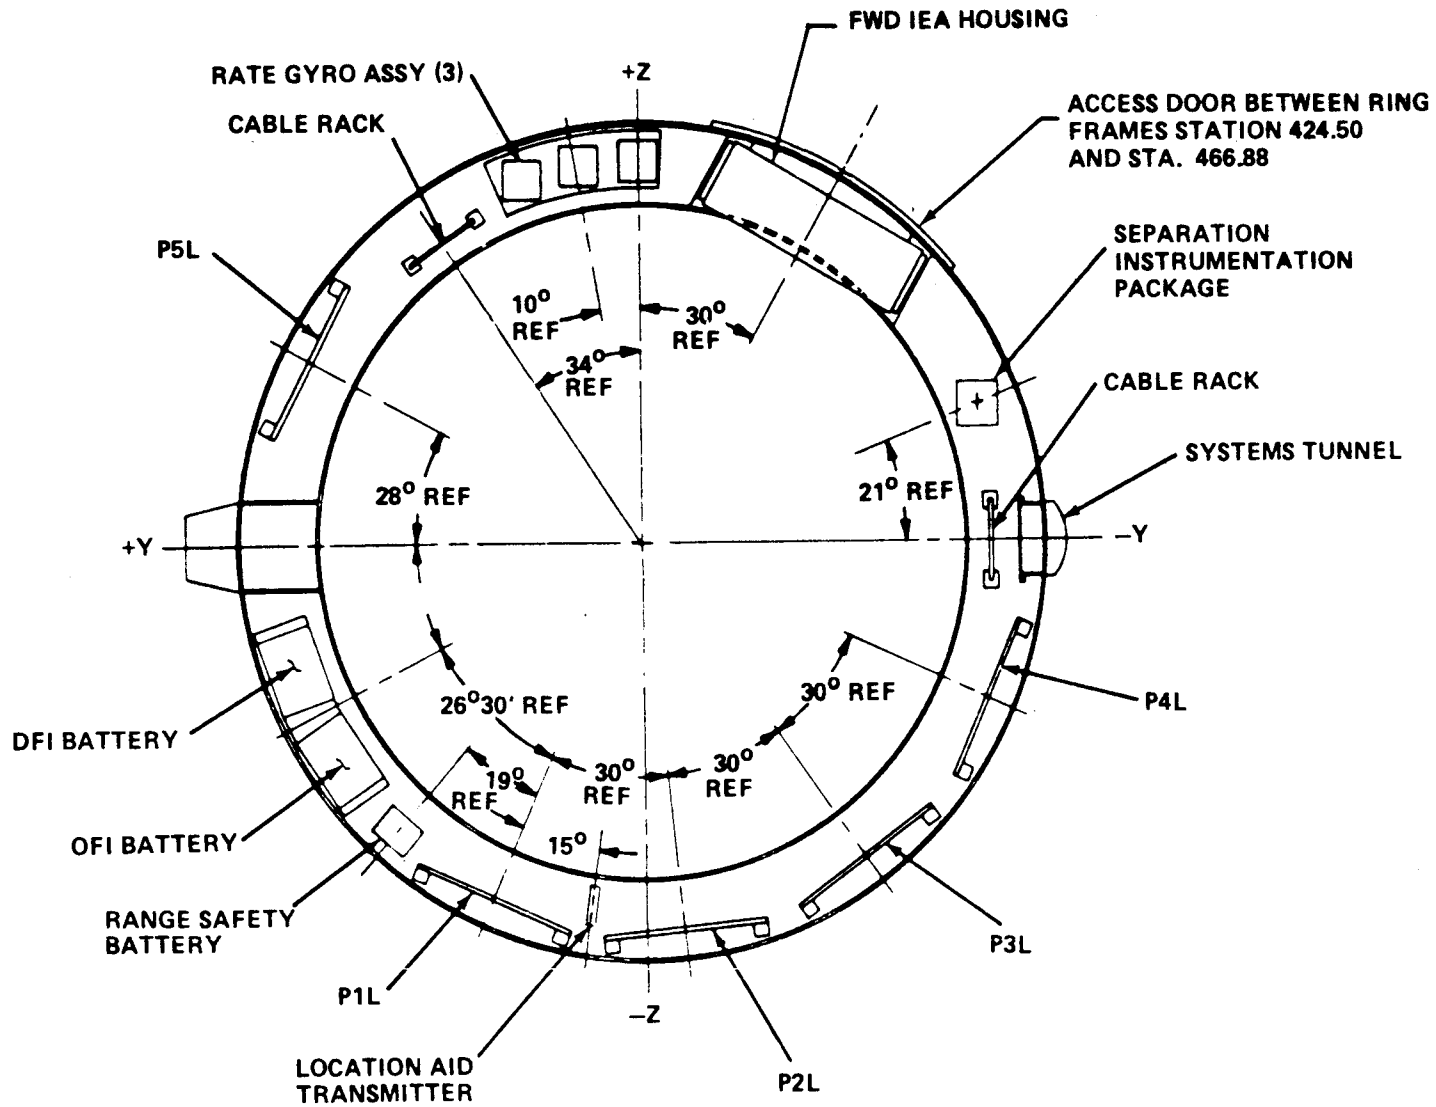 FWD IEA HOUSING
RATE GYRO ASSY (3)
+Z
CABLE RACK
ACCESS DOOR BETWEEN RING
FRAMES STATION 424.50
AND STA. 466.88
P5L
SEPARATION
INSTRUMENTATION
PACKAGE
10° REF
30° REF
34° REF
CABLE RACK
SYSTEMS TUNNEL
28° REF
21° REF
+Y
-Y
26°30' REF
30° REF
P4L
DFI BATTERY
19° REF
30° REF
30° REF
OFI BATTERY
15°
RANGE SAFETY
BATTERY
P3L
P1L
-Z
LOCATION AID
TRANSMITTER
P2L